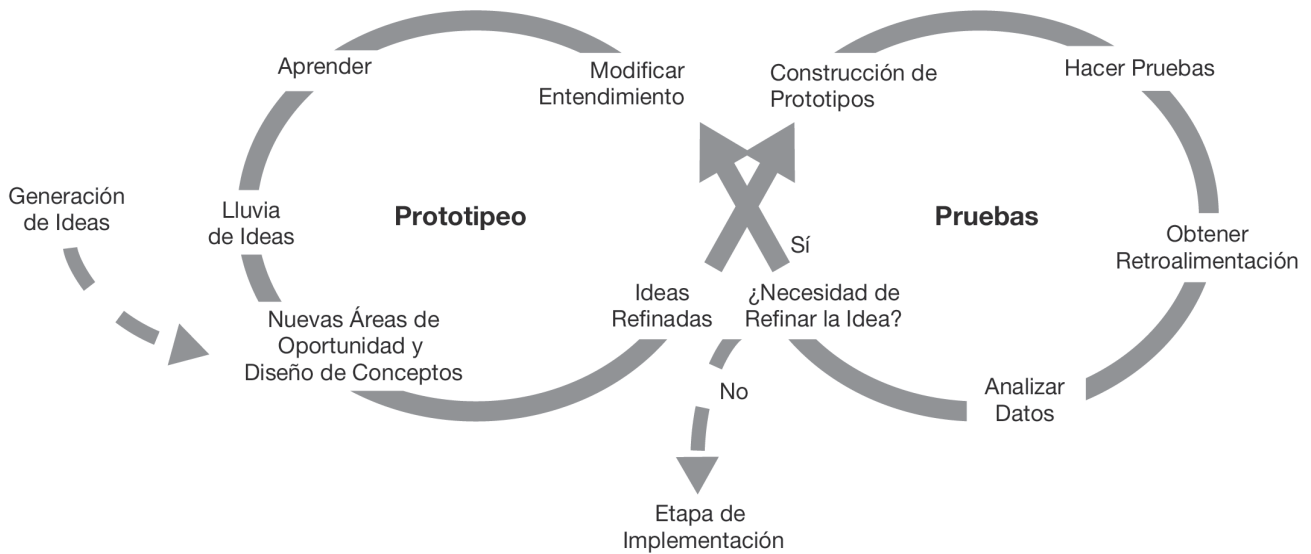 Aprender
Modificar
Entendimiento
Construcción de
Prototipos
Hacer Pruebas
Generación
de Ideas
Lluvia
de Ideas
Prototipeo
Pruebas
Sí
Obtener
Retroalimentación
Nuevas Áreas de
Oportunidad y
Diseño de Conceptos
Ideas
Refinadas
¿Necesidad de
Refinar la Idea?
No
Analizar
Datos
Etapa de
Implementación